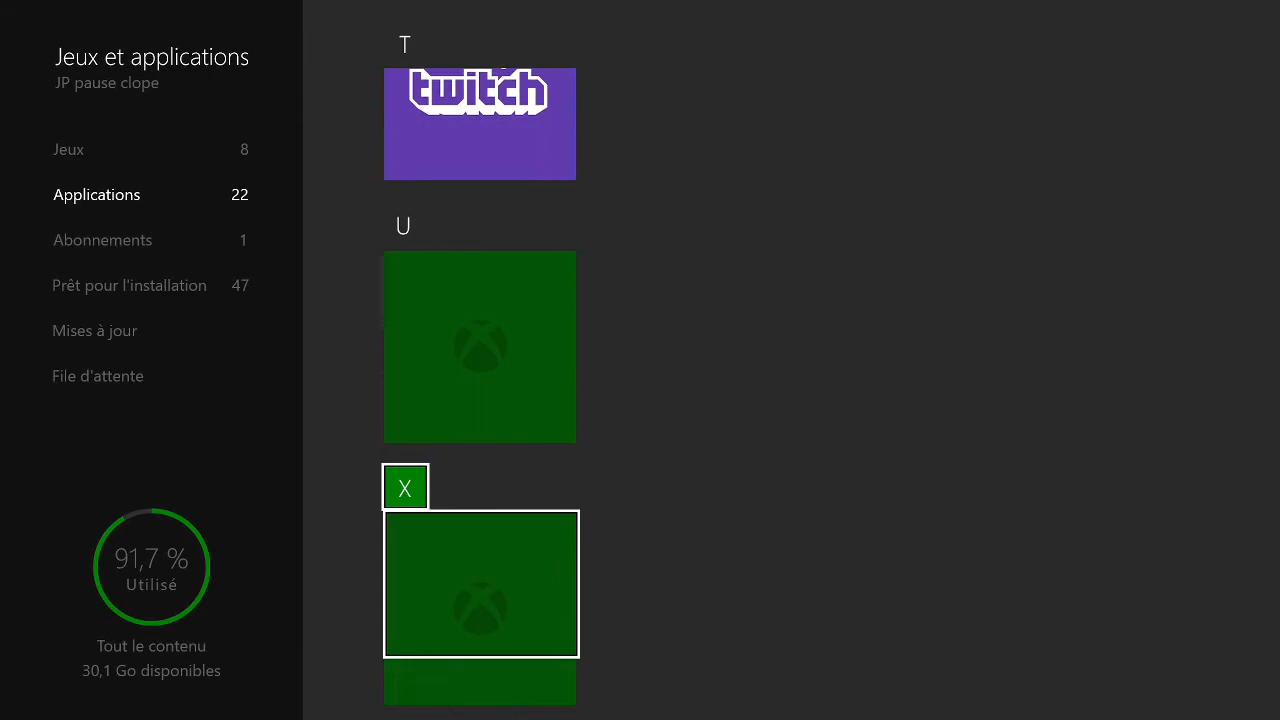 Jeux et applications
JP pause clope
Jeux 8
Applications 22
Abonnements 1
Prêt pour l'installation 47
Mises à jour
File d'attente
91,7 %
Utilisé
Tout le contenu
30,1 Go disponibles
T
twitch
U
X